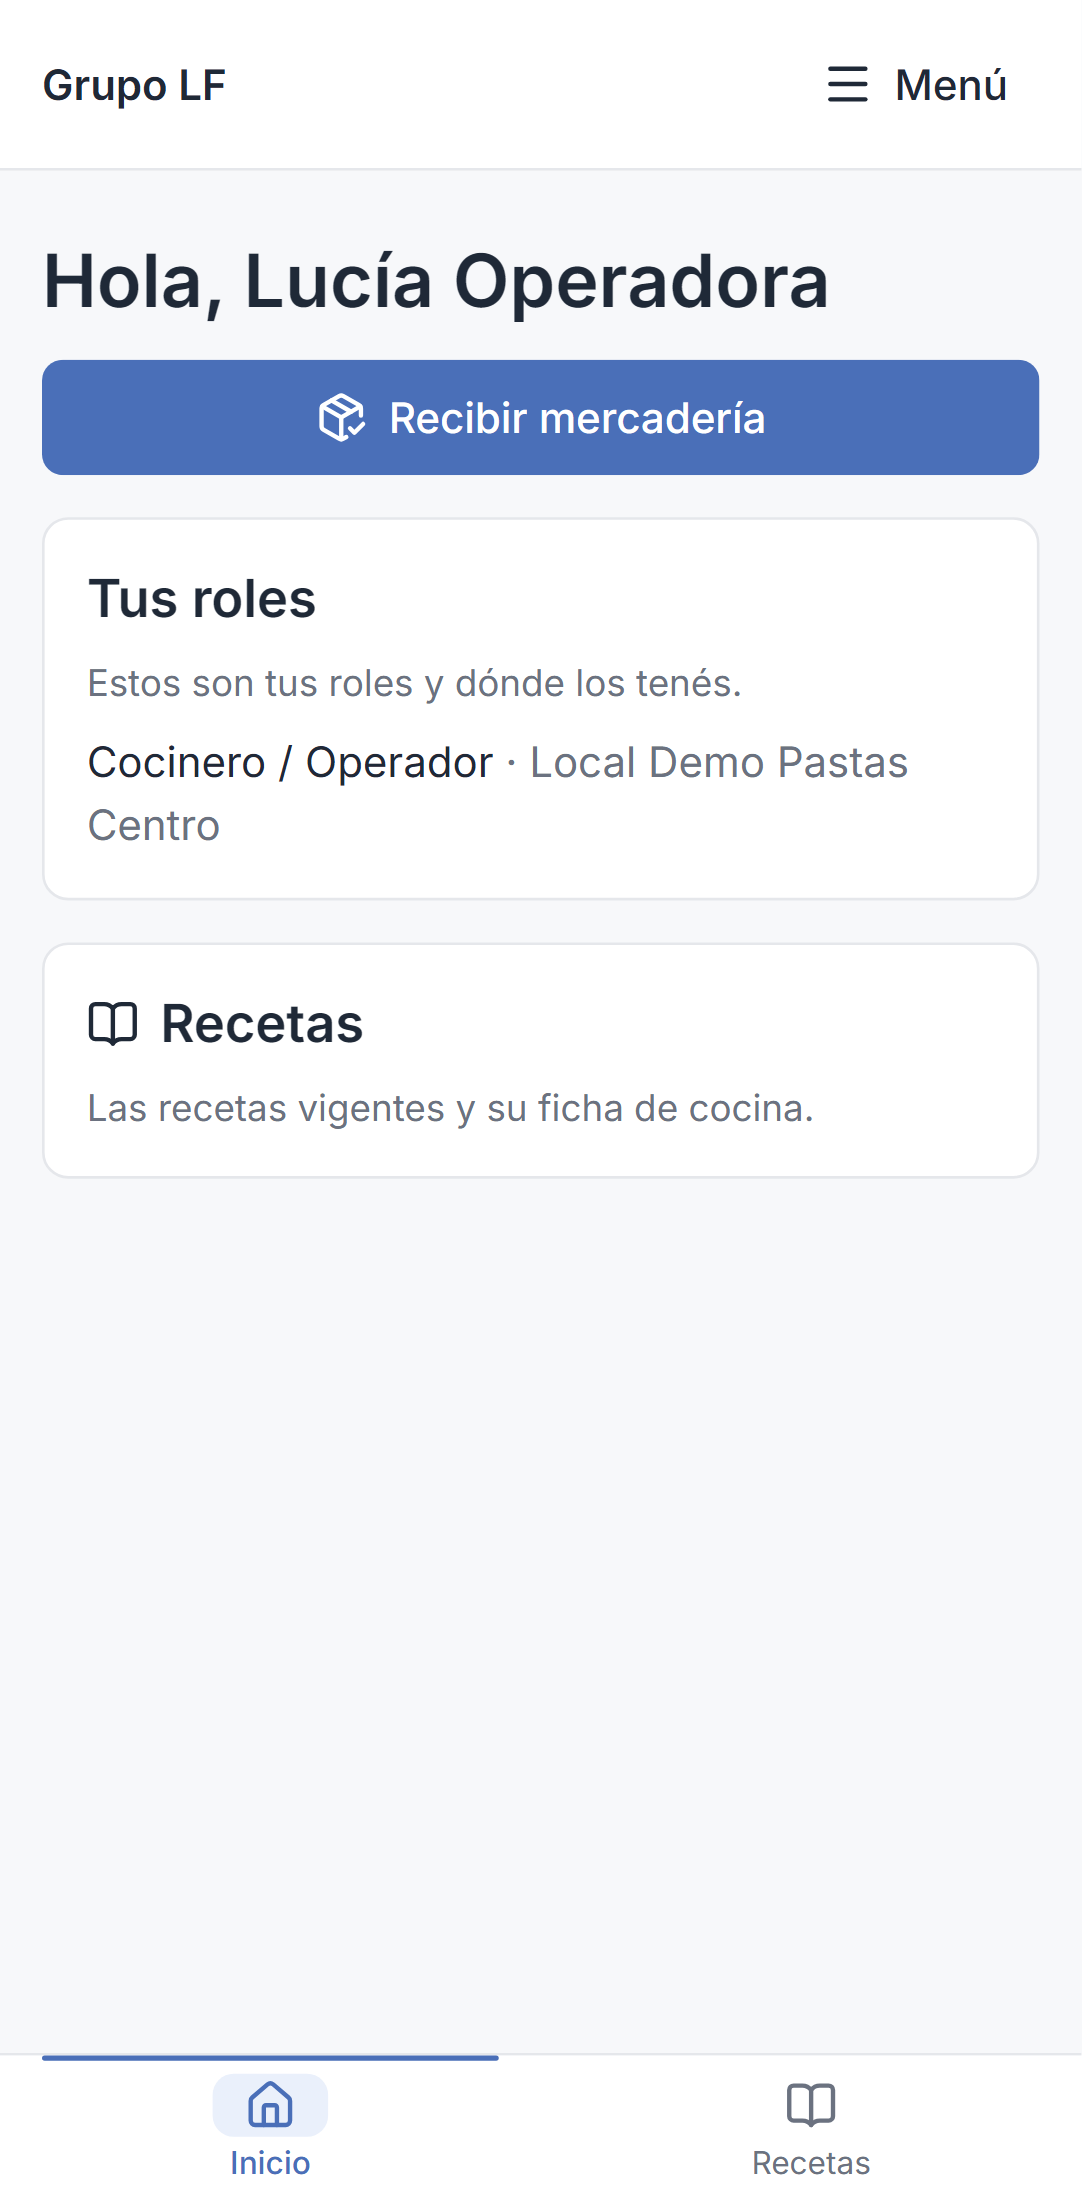 Grupo LF
Menú
Hola, Lucía Operadora
Recibir mercadería
Tus roles
Estos son tus roles y dónde los tenés.
Cocinero / Operador · Local Demo Pastas
Centro
Recetas
Las recetas vigentes y su ficha de cocina.
Inicio
Recetas